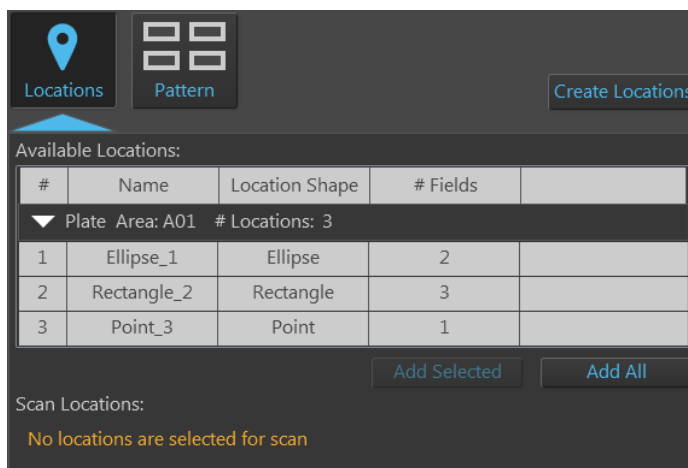 Locations
Pattern
Create Locations
Available Locations:
# Name Location Shape # Fields
Plate Area: A01 # Locations: 3
1 Ellipse_1 Ellipse 2
2 Rectangle_2 Rectangle 3
3 Point_3 Point 1
Add Selected Add All
Scan Locations:
No locations are selected for scan